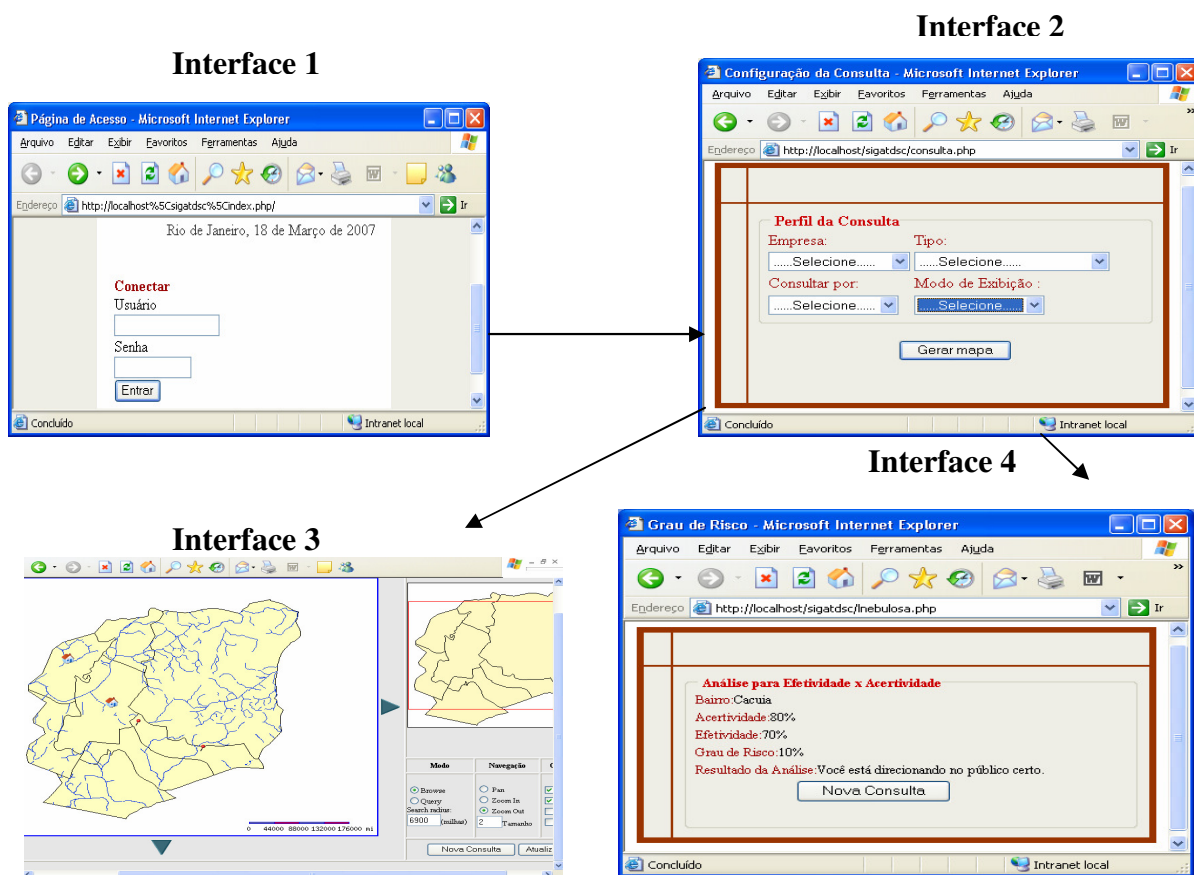 Interface 1
Página de Acesso - Microsoft Internet Explorer
Arquivo Editar Exibir Favoritos Ferramentas Ajuda
Endereço http://localhost%5Csigatdsc%5Cindex.php/ Ir
Rio de Janeiro, 18 de Março de 2007
Conectar
Usuário
Senha
Entrar
Concluído Intranet local
Interface 2
Configuração da Consulta - Microsoft Internet Explorer
Arquivo Editar Exibir Favoritos Ferramentas Ajuda
Endereço http://localhost/sigatdsc/consulta.php Ir
Perfil da Consulta
Empresa: Tipo:
......Selecione...... ......Selecione......
Consultar por: Modo de Exibição :
......Selecione...... ......Selecione......
Gerar mapa
Concluído Intranet local
Interface 3
0 44000 88000 132000 176000 mi
Modo Navegação
Browse Pan
Query Zoom In
Search radius: Zoom Out
6900 (milhas) 2 Tamanho
Nova Consulta Atualiz
Interface 4
Grau de Risco - Microsoft Internet Explorer
Arquivo Editar Exibir Favoritos Ferramentas Ajuda
Endereço http://localhost/sigatdsc/lnebulosa.php Ir
Análise para Efetividade x Acertividade
Bairro:Cacuia
Acertividade:80%
Efetividade:70%
Grau de Risco:10%
Resultado da Análise:Você está direcionando no público certo.
Nova Consulta
Concluído Intranet local